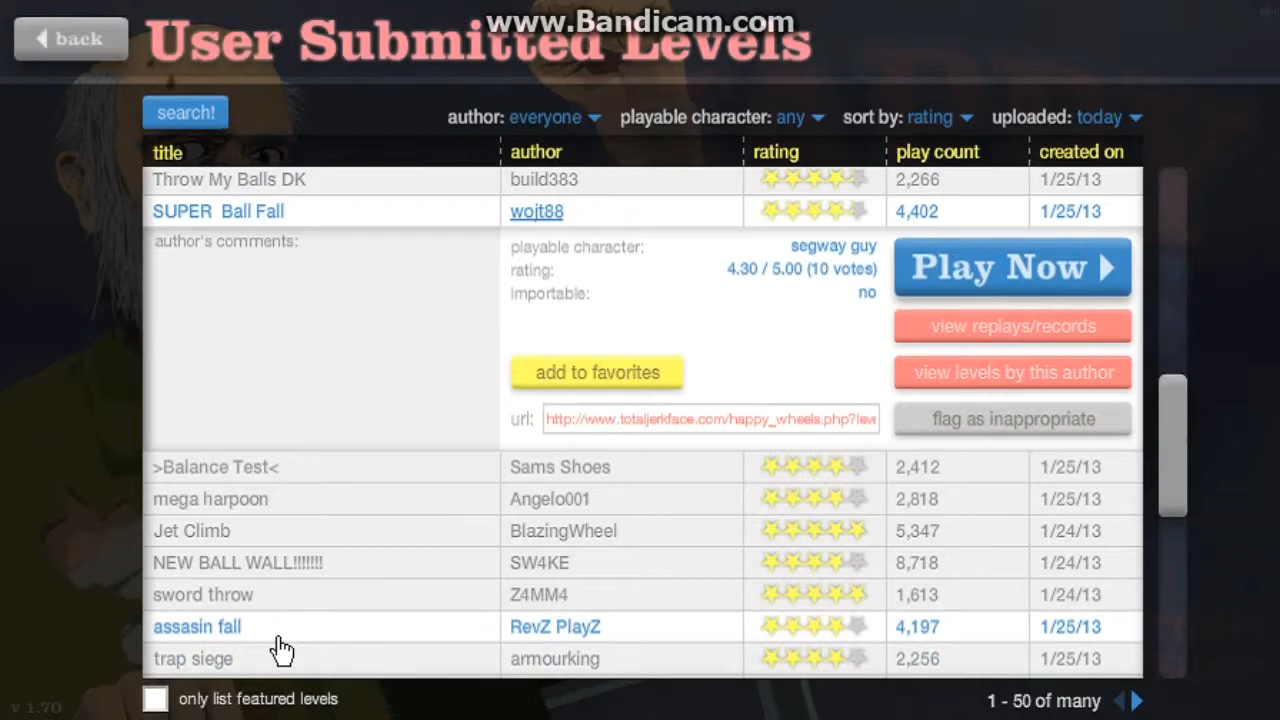 www.Bandicam.com
back
User Submitted Levels
search!
author: everyone playable character: any sort by: rating uploaded: today
title author rating play count created on
Throw My Balls DK build383 2,266 1/25/13
SUPER Ball Fall wojt88 4,402 1/25/13
author's comments:
playable character: segway guy
rating: 4.30 / 5.00 (10 votes)
importable: no
Play Now
view replays/records
add to favorites
view levels by this author
url: http://www.totaljerkface.com/happy_wheels.php?leve
flag as inappropriate
>Balance Test< Sams Shoes 2,412 1/25/13
mega harpoon Angelo001 2,818 1/25/13
Jet Climb BlazingWheel 5,347 1/24/13
NEW BALL WALL!!!!!!! SW4KE 8,718 1/24/13
sword throw Z4MM4 1,613 1/24/13
assasin fall RevZ PlayZ 4,197 1/25/13
trap siege armourking 2,256 1/25/13
only list featured levels
1 - 50 of many
v 1.70